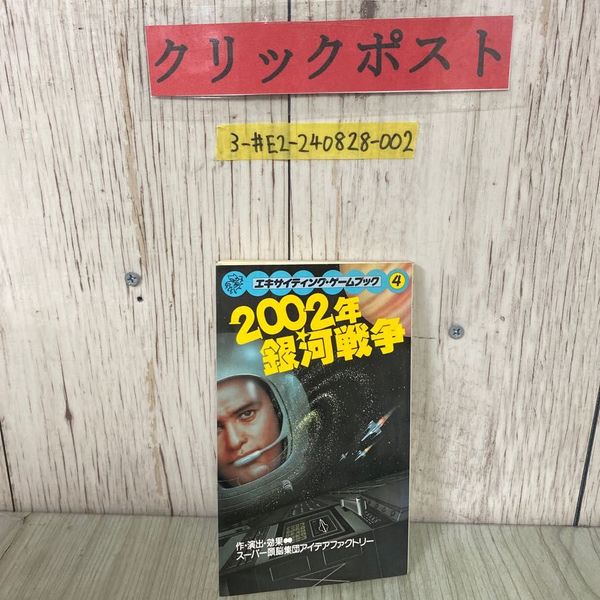 クリックポスト
3-#E2-240828-002
エキサイティング・ゲームブック 4
2002年
銀河戦争
作・演出・効果●●
スーパー頭脳集団アイデアファクトリー